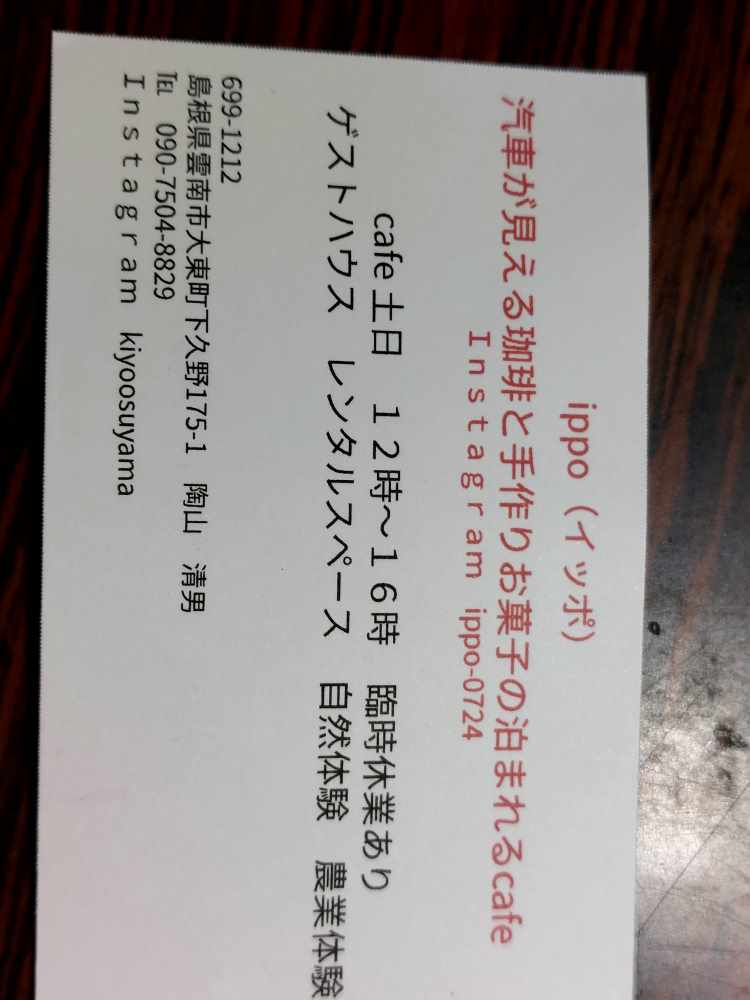 ippo（イッポ）
汽車が見える珈琲と手作りお菓子の泊まれるcafe
Ｉｎｓｔａｇｒａｍ　ippo-0724
cafe 土日　１２時～１６時　臨時休業あり
ゲストハウス　レンタルスペース　自然体験　農業体験
699-1212
島根県雲南市大東町下久野175-1　陶山　清男
℡　090-7504-8829
Ｉｎｓｔａｇｒａｍ　kiyoosuyama